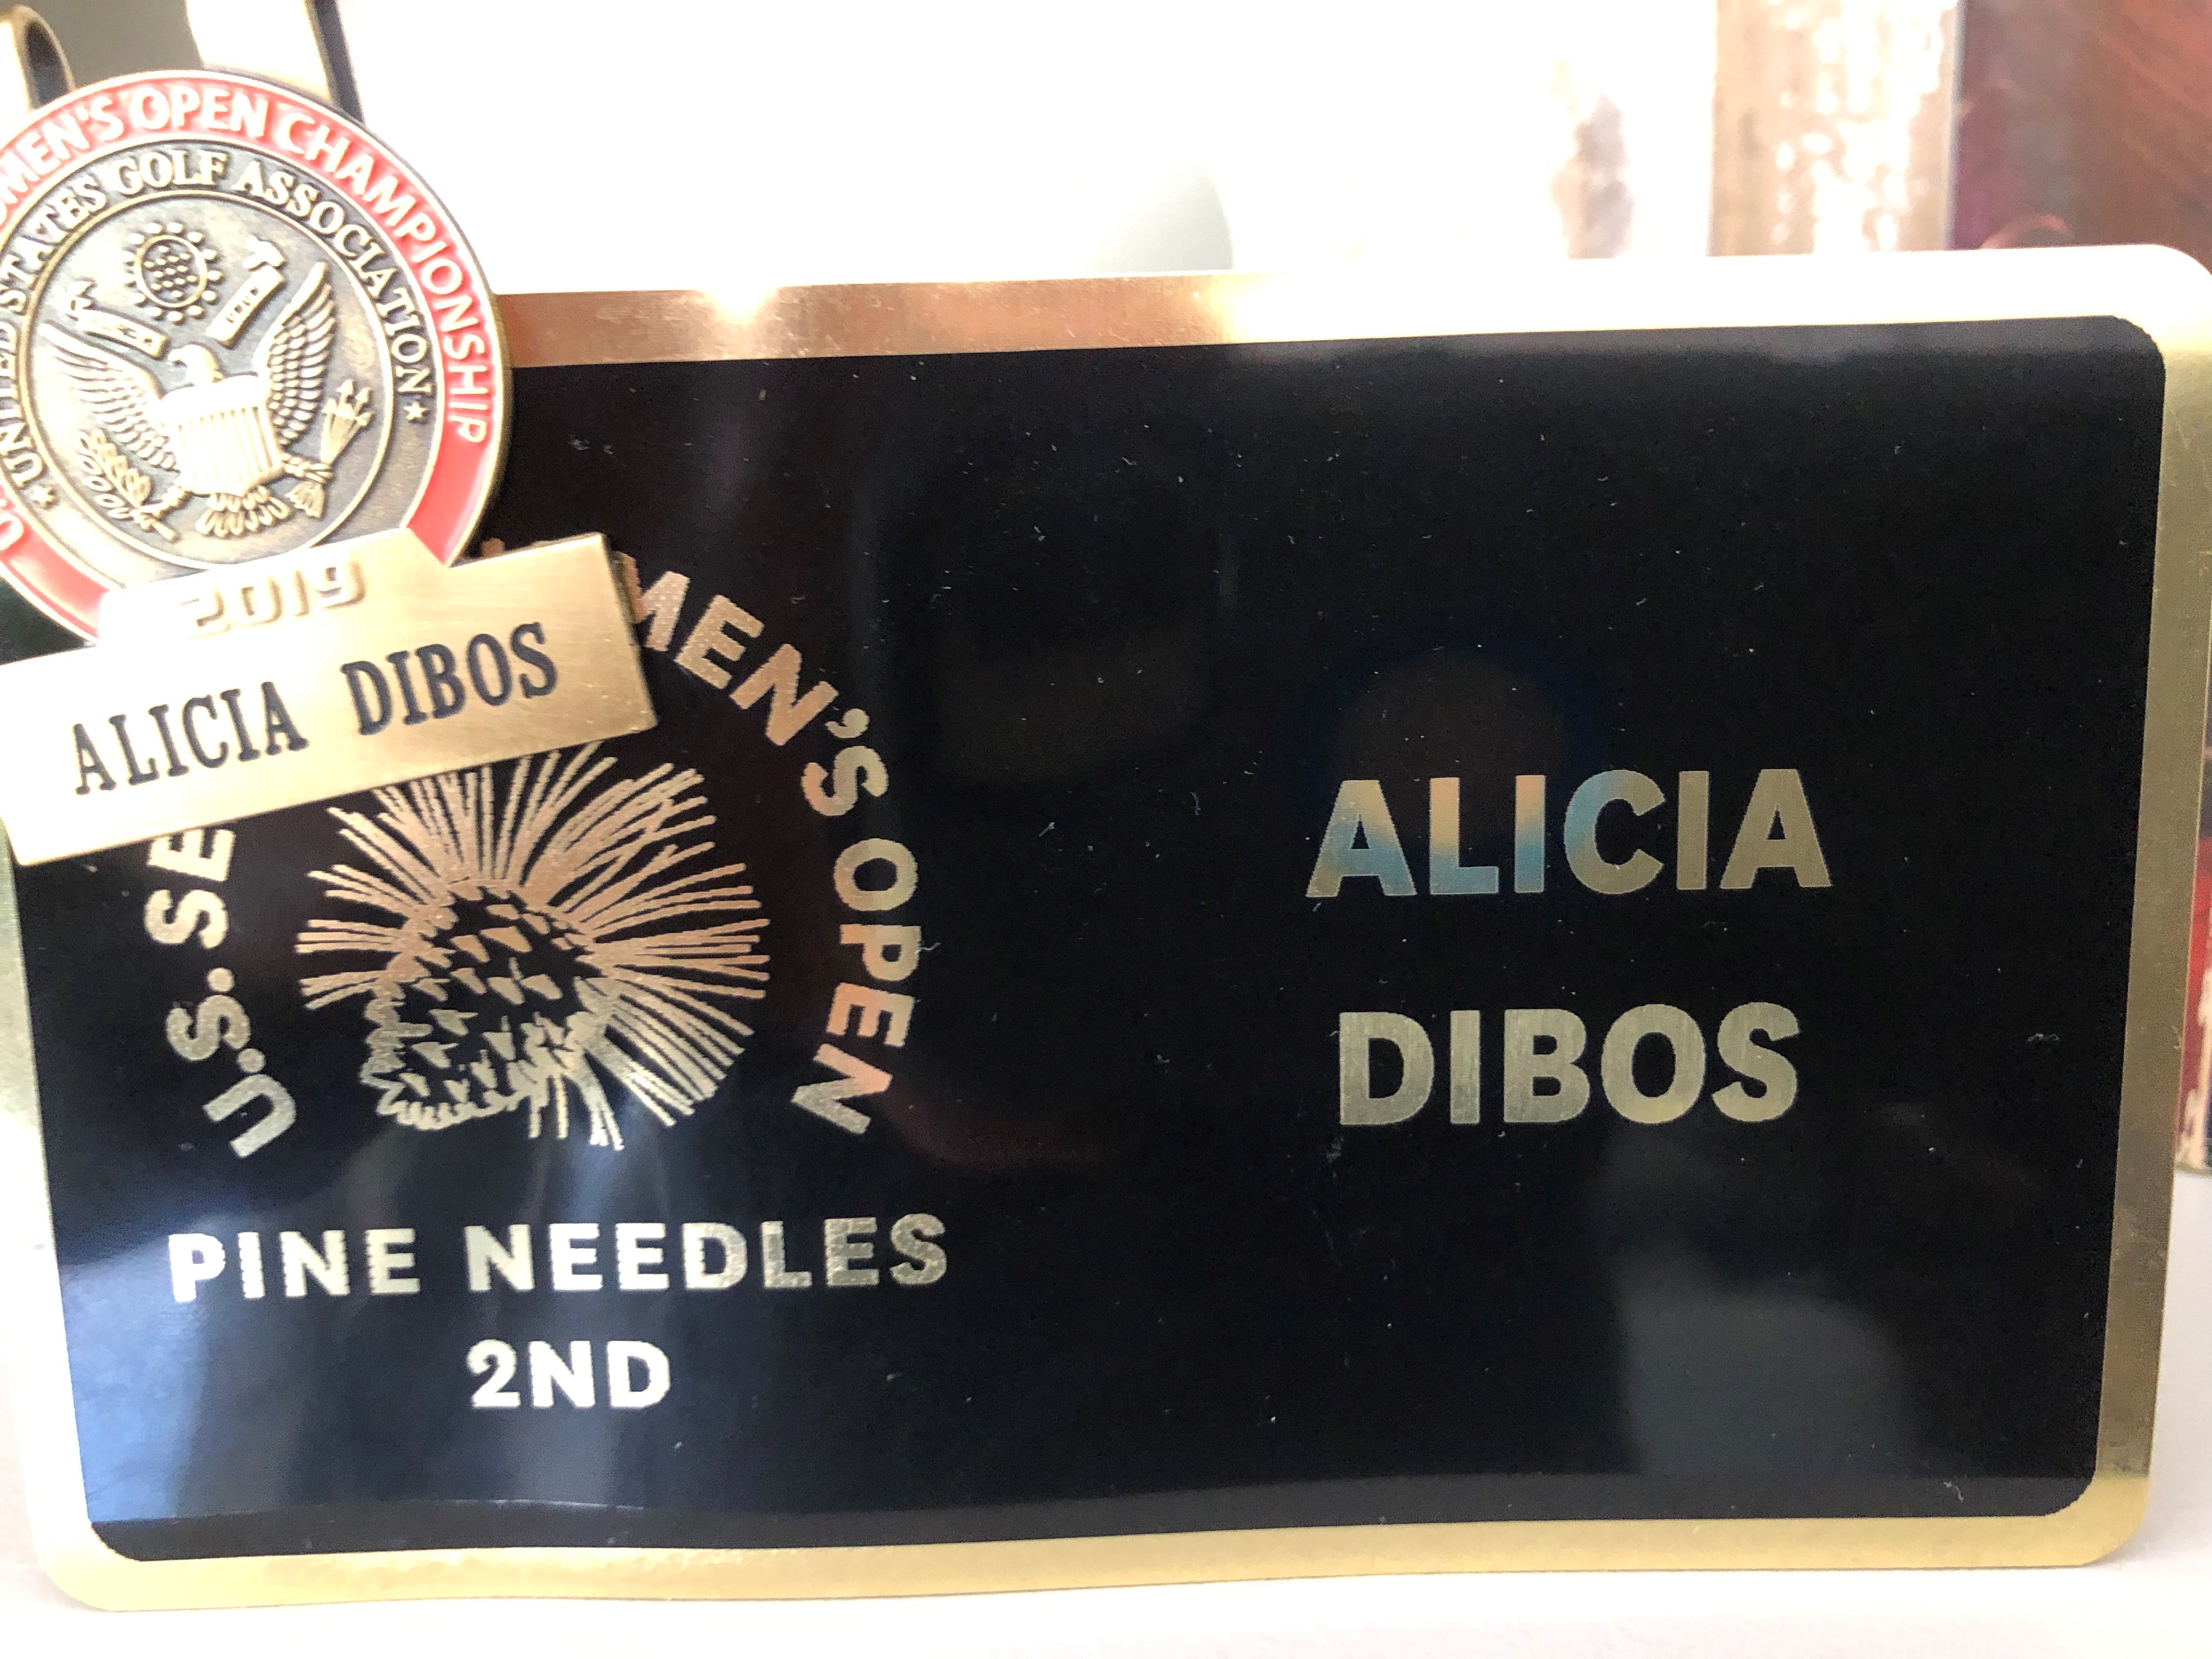 MEN'S OPEN CHAMPIONSHIP
UNITED STATES GOLF ASSOCIATION
2019
ALICIA DIBOS
U.S. SE MEN'S OPEN
PINE NEEDLES
2ND
ALICIA
DIBOS